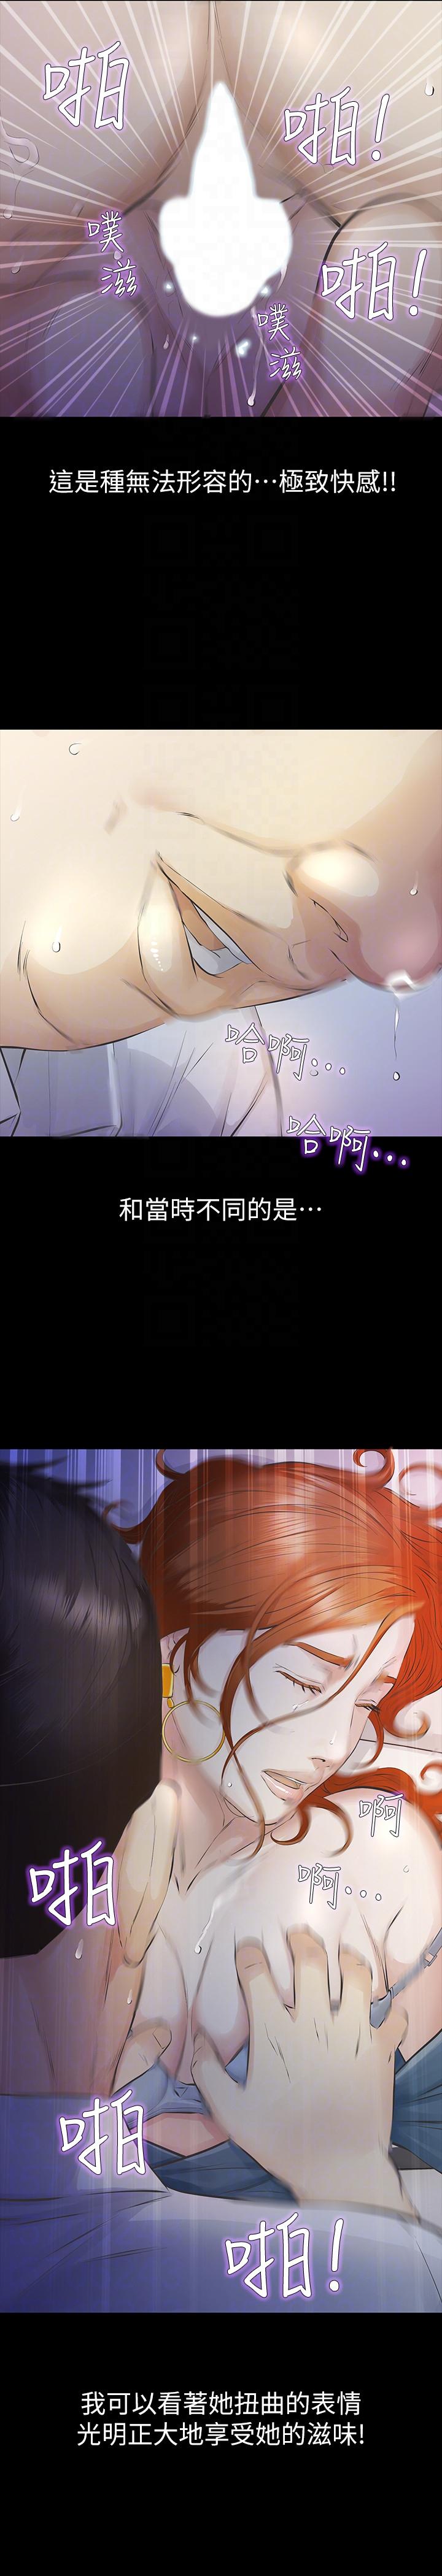 啪
啪!
噗
滋
啪!
噗
滋
這是種無法形容的…極致快感!!
哈啊…
哈啊…
和當時不同的是…
啊
啊…
啪
啪
啪!
我可以看著她扭曲的表情
光明正大地享受她的滋味!